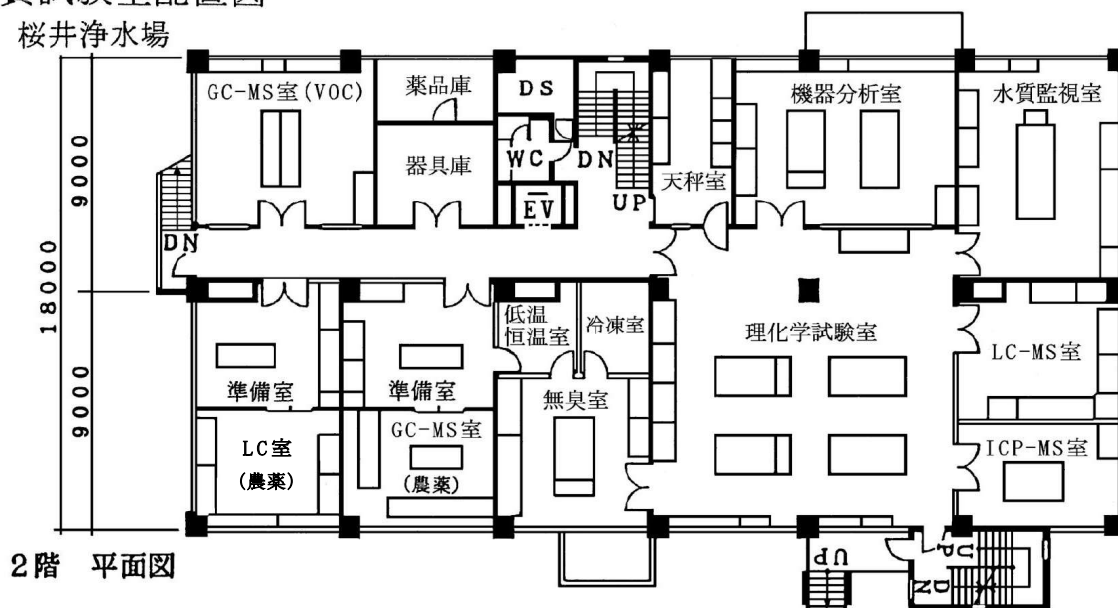 桜井浄水場
GC-MS室(VOC)
薬品庫
DS
機器分析室
水質監視室
器具庫
WC
DN
天秤室
EV
UP
DN
9000
18000
9000
低温
恒温室
冷凍室
理化学試験室
LC-MS室
準備室
準備室
無臭室
GC-MS室
(農薬)
LC室
(農薬)
ICP-MS室
UP
UP
DN
2階 平面図